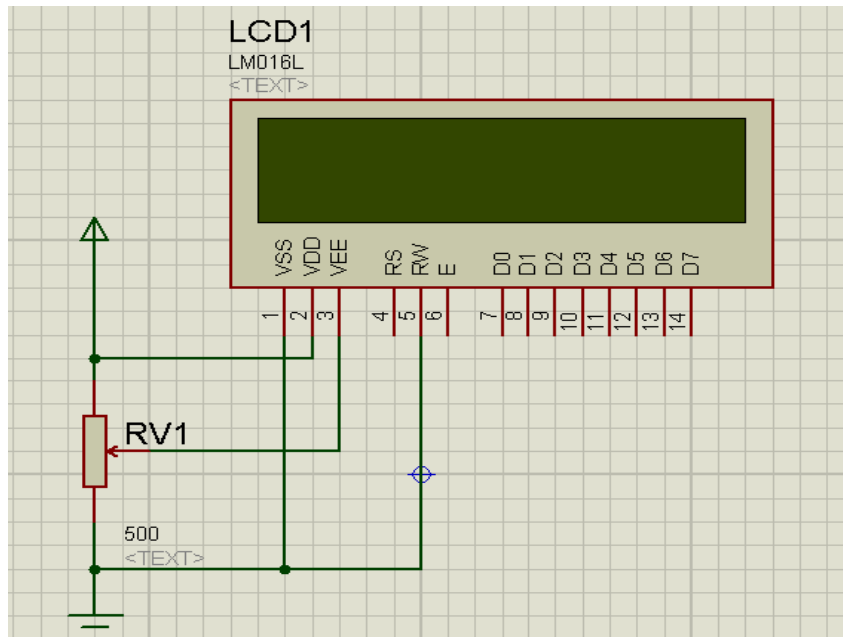 LCD1
LM016L
<TEXT>
VSS VDD VEE RS RW E D0 D1 D2 D3 D4 D5 D6 D7
1 2 3 4 5 6 7 8 9 10 11 12 13 14
RV1
500
<TEXT>